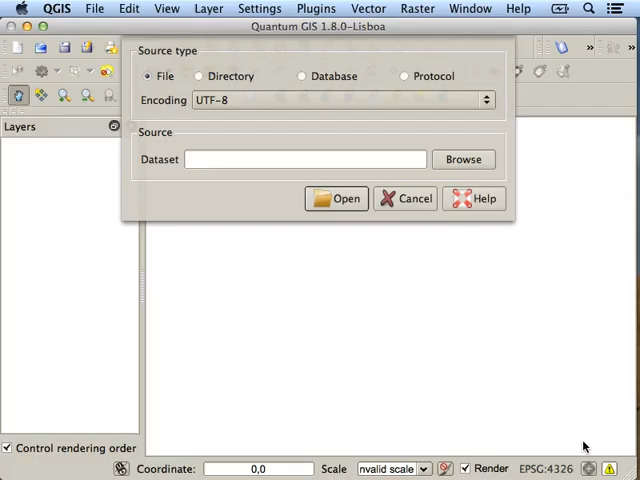 QGIS File Edit View Layer Settings Plugins Vector Raster Window Help
Quantum GIS 1.8.0-Lisboa
Source type
File Directory Database Protocol
Encoding UTF-8
Layers
Source
Dataset Browse
Open Cancel Help
Control rendering order
Coordinate: 0,0 Scale nvalid scale Render EPSG:4326